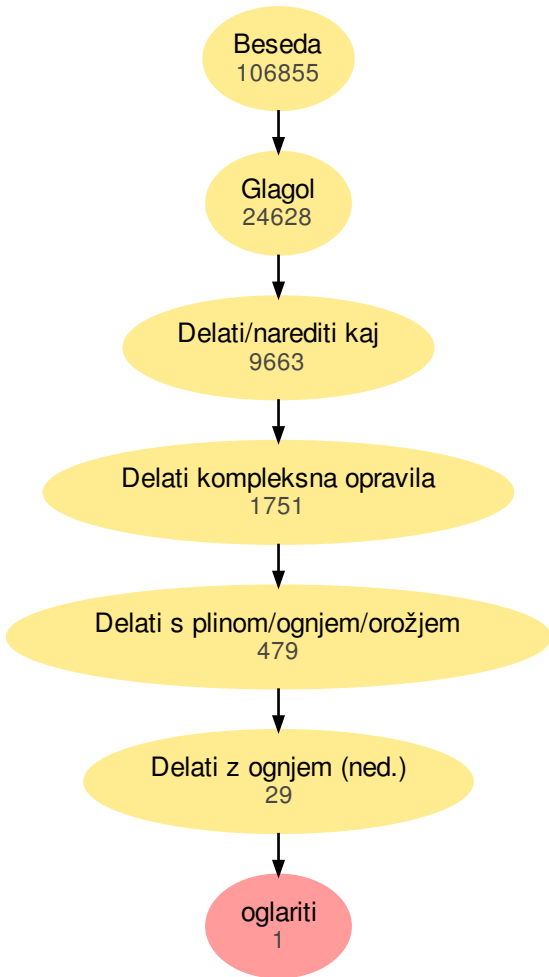 Beseda
106855
Glagol
24628
Delati/narediti kaj
9663
Delati kompleksna opravila
1751
Delati s plinom/ognjem/orožjem
479
Delati z ognjem (ned.)
29
oglariti
1